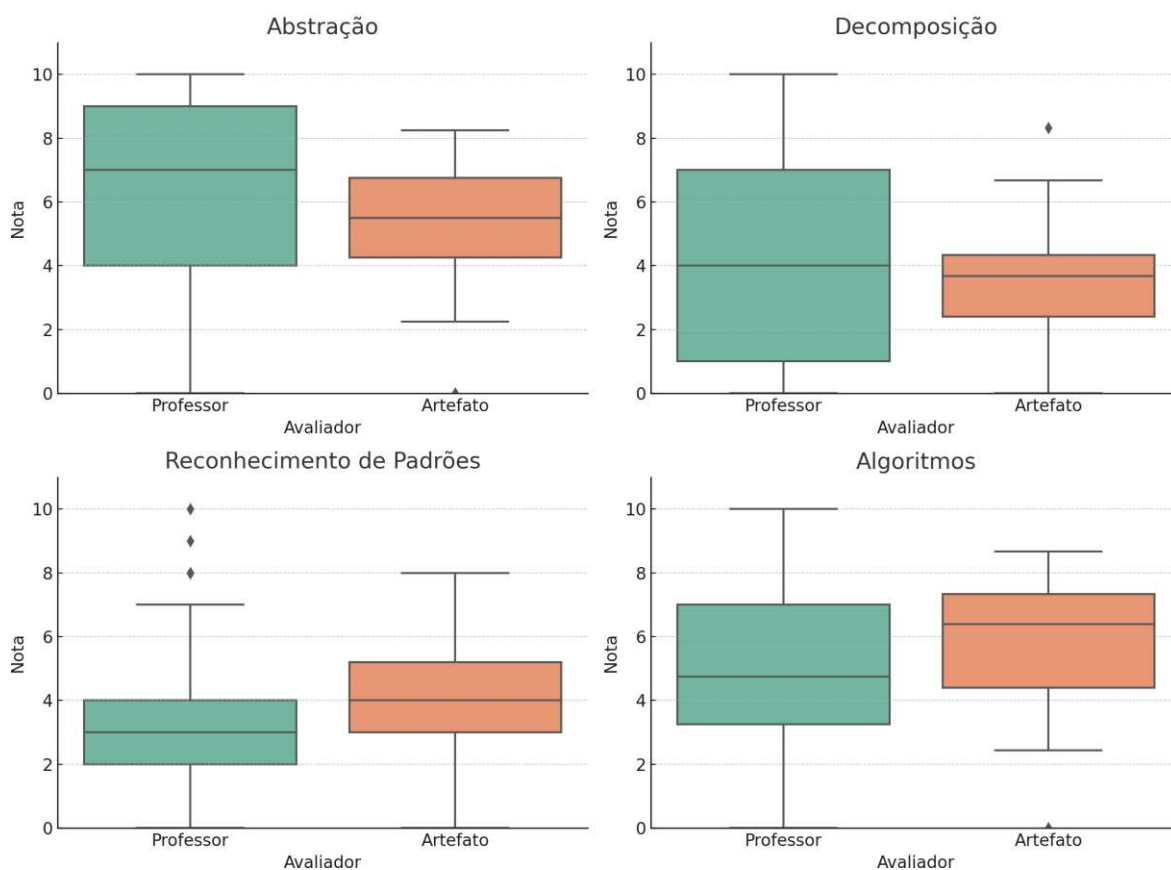 Abstração
10
8
6
4
2
0
Nota
Professor
Artefato
Avaliador
Decomposição
10
8
6
4
2
0
Nota
Professor
Artefato
Avaliador
Reconhecimento de Padrões
10
8
6
4
2
0
Nota
Professor
Artefato
Avaliador
Algoritmos
10
8
6
4
2
0
Nota
Professor
Artefato
Avaliador